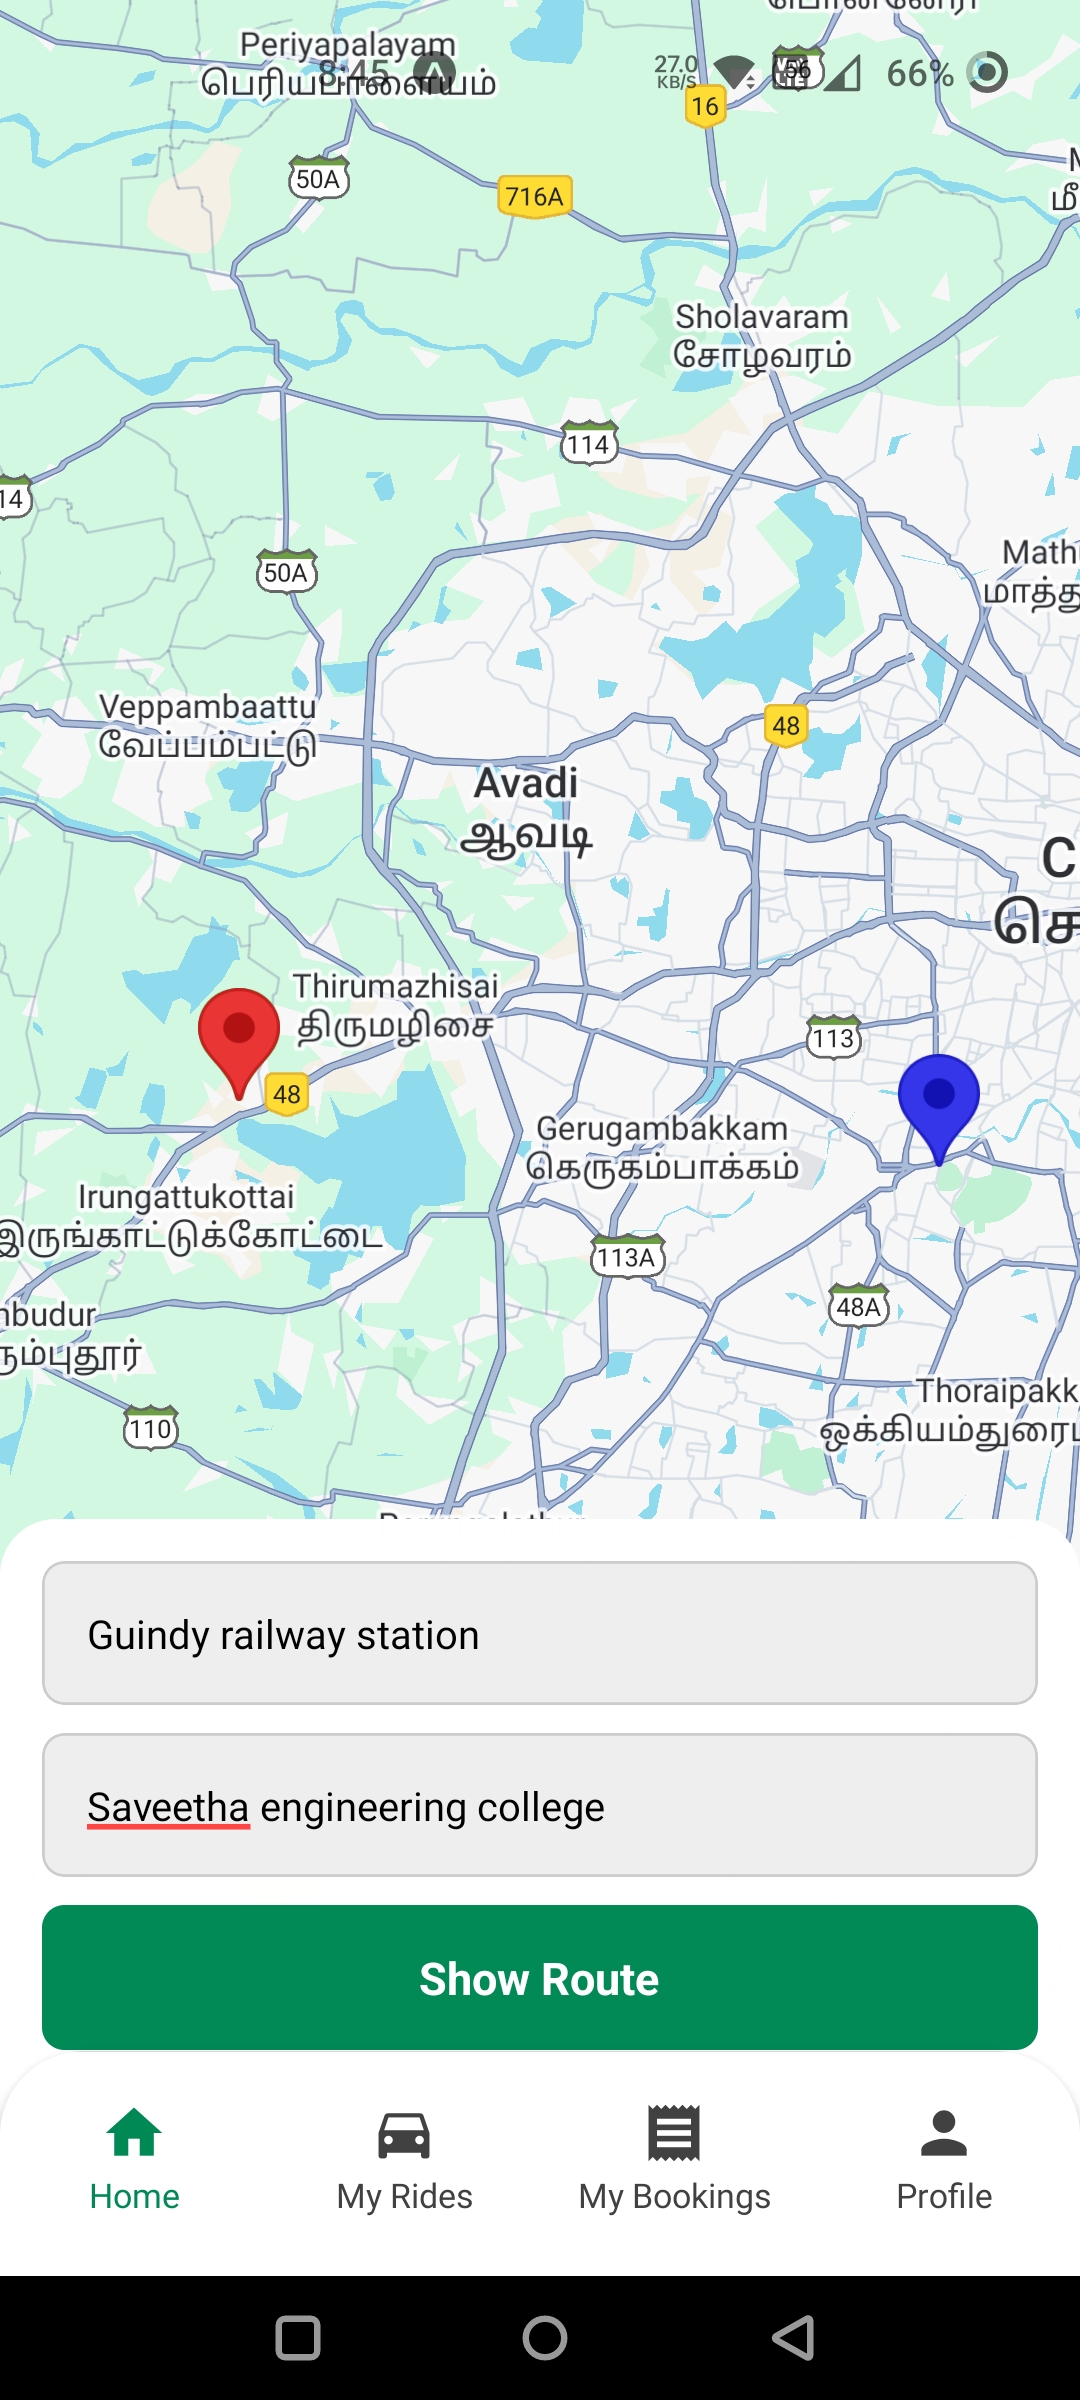 Periyapalayam
பெரியபாளையம்
8:45
27.0
KB/S
56
66%
16
50A
716A
Sholavaram
சோழவரம்
114
14
50A
Math
மாத்து
Veppambaattu
வேப்பம்பட்டு
48
Avadi
ஆவடி
C
செ
Thirumazhisai
திருமழிசை
113
48
Gerugambakkam
கெருகம்பாக்கம்
Irungattukottai
இருங்காட்டுக்கோட்டை
113A
48A
nbudur
ரும்புதூர்
Thoraipakk
ஒக்கியம்துரைப
110
Guindy railway station
Saveetha engineering college
Show Route
Home
My Rides
My Bookings
Profile